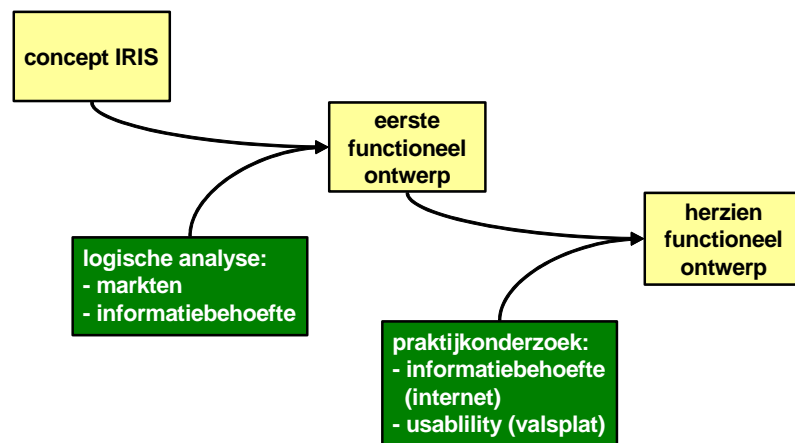 concept IRIS
eerste
functioneel
ontwerp
herzien
functioneel
ontwerp
logische analyse:
- markten
- informatiebehoefte
praktijkonderzoek:
- informatiebehoefte
(internet)
- usablility (valsplat)